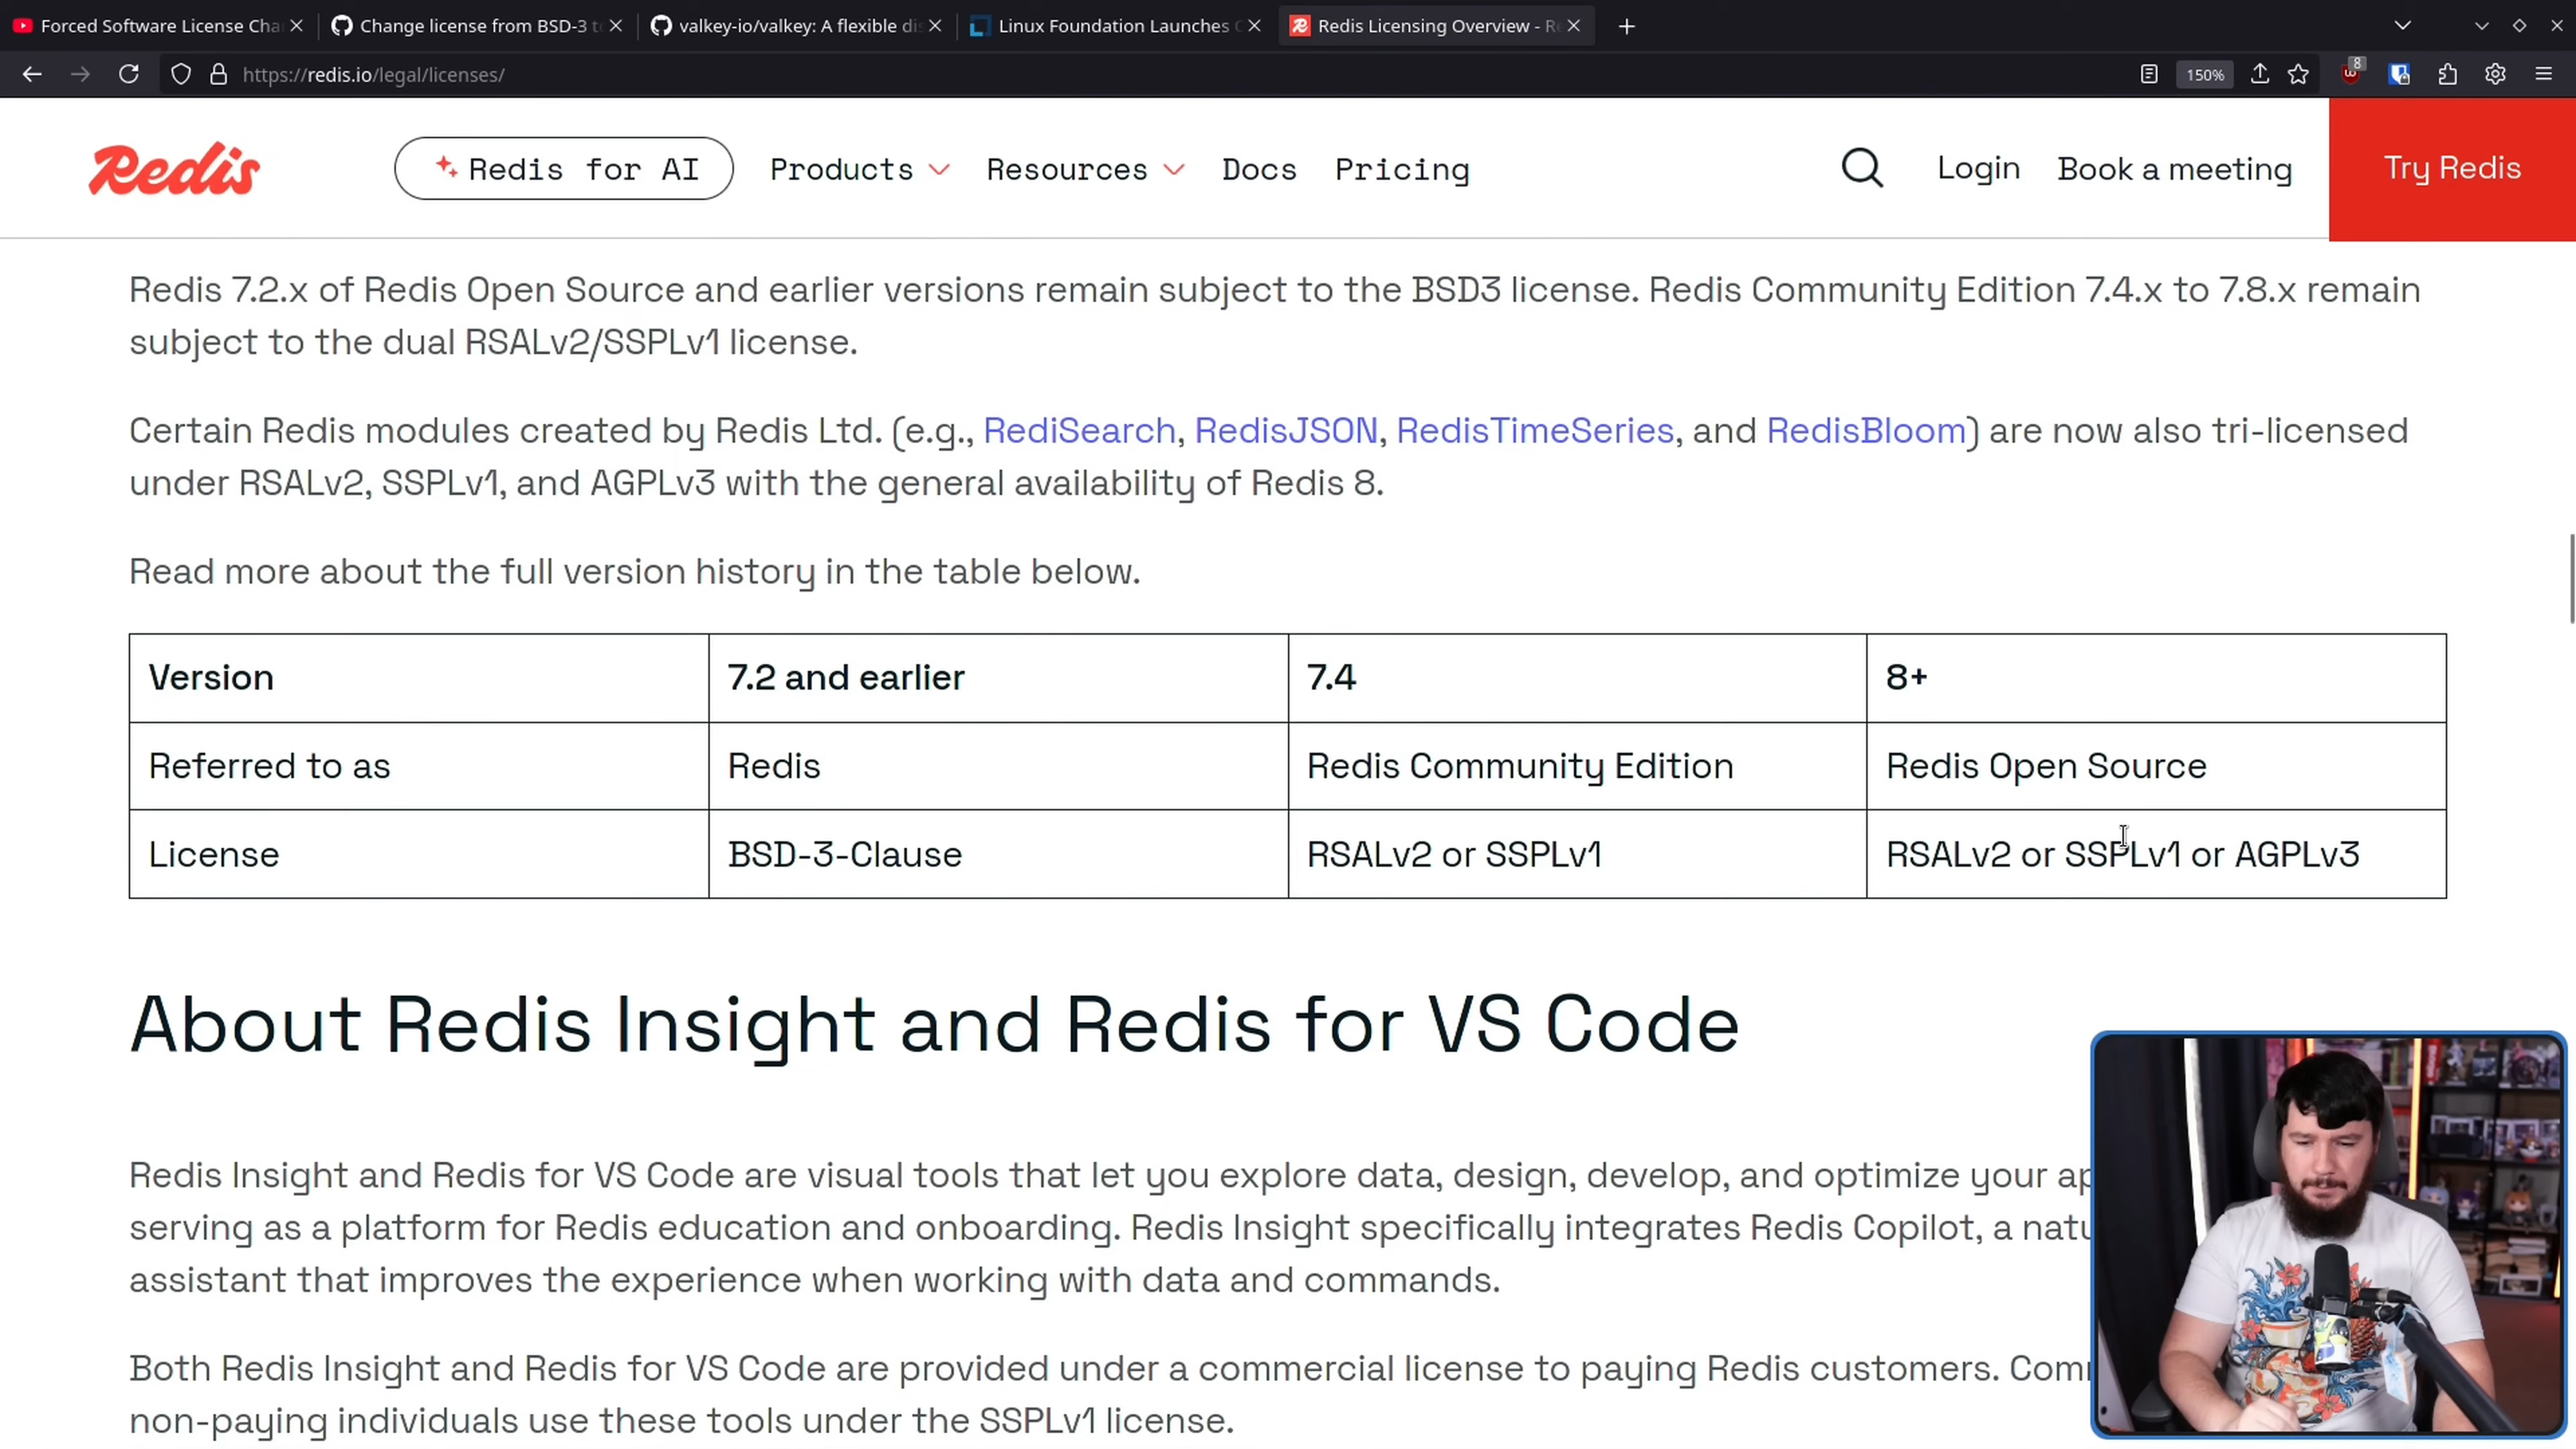 Forced Software License Cha
Change license from BSD-3 t
valkey-io/valkey: A flexible di
Linux Foundation Launches
Redis Licensing Overview - R
https://redis.io/legal/licenses/
150%
8
Redis
Redis for AI
Products
Resources
Docs
Pricing
Login
Book a meeting
Try Redis
Redis 7.2.x of Redis Open Source and earlier versions remain subject to the BSD3 license. Redis Community Edition 7.4.x to 7.8.x remain
subject to the dual RSALv2/SSPLv1 license.
Certain Redis modules created by Redis Ltd. (e.g., RediSearch, RedisJSON, RedisTimeSeries, and RedisBloom) are now also tri-licensed
under RSALv2, SSPLv1, and AGPLv3 with the general availability of Redis 8.
Read more about the full version history in the table below.
Version 7.2 and earlier 7.4 8+
Referred to as Redis Redis Community Edition Redis Open Source
License BSD-3-Clause RSALv2 or SSPLv1 RSALv2 or SSPLv1 or AGPLv3
About Redis Insight and Redis for VS Code
Redis Insight and Redis for VS Code are visual tools that let you explore data, design, develop, and optimize your ap
serving as a platform for Redis education and onboarding. Redis Insight specifically integrates Redis Copilot, a natu
assistant that improves the experience when working with data and commands.
Both Redis Insight and Redis for VS Code are provided under a commercial license to paying Redis customers. Com
non-paying individuals use these tools under the SSPLv1 license.